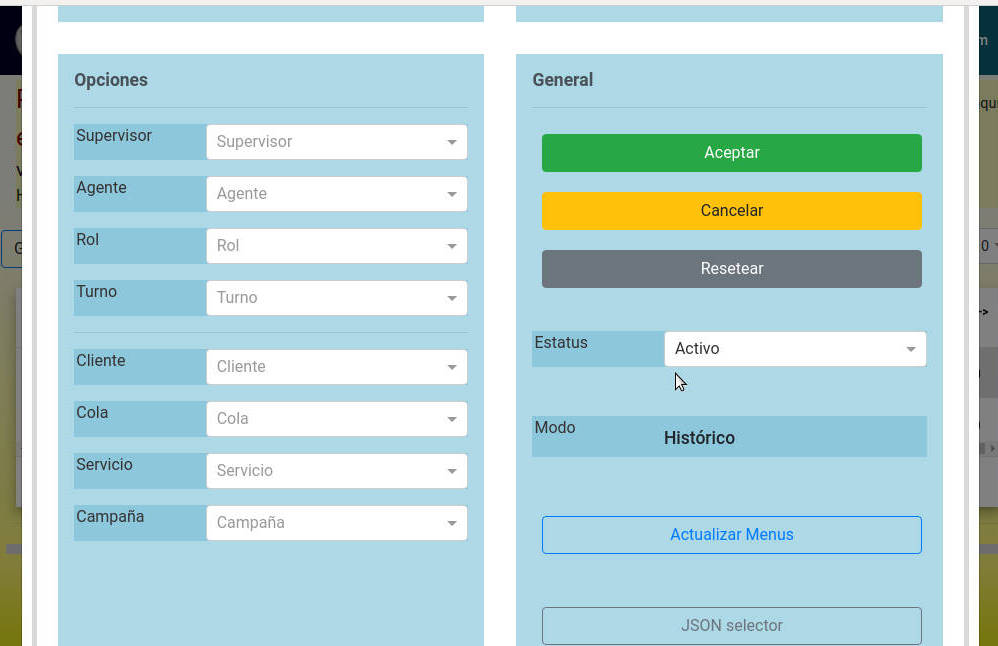 Opciones
Supervisor Supervisor
Agente Agente
Rol Rol
Turno Turno
Cliente Cliente
Cola Cola
Servicio Servicio
Campaña Campaña
General
Aceptar
Cancelar
Resetear
Estatus Activo
Modo Histórico
Actualizar Menus
JSON selector